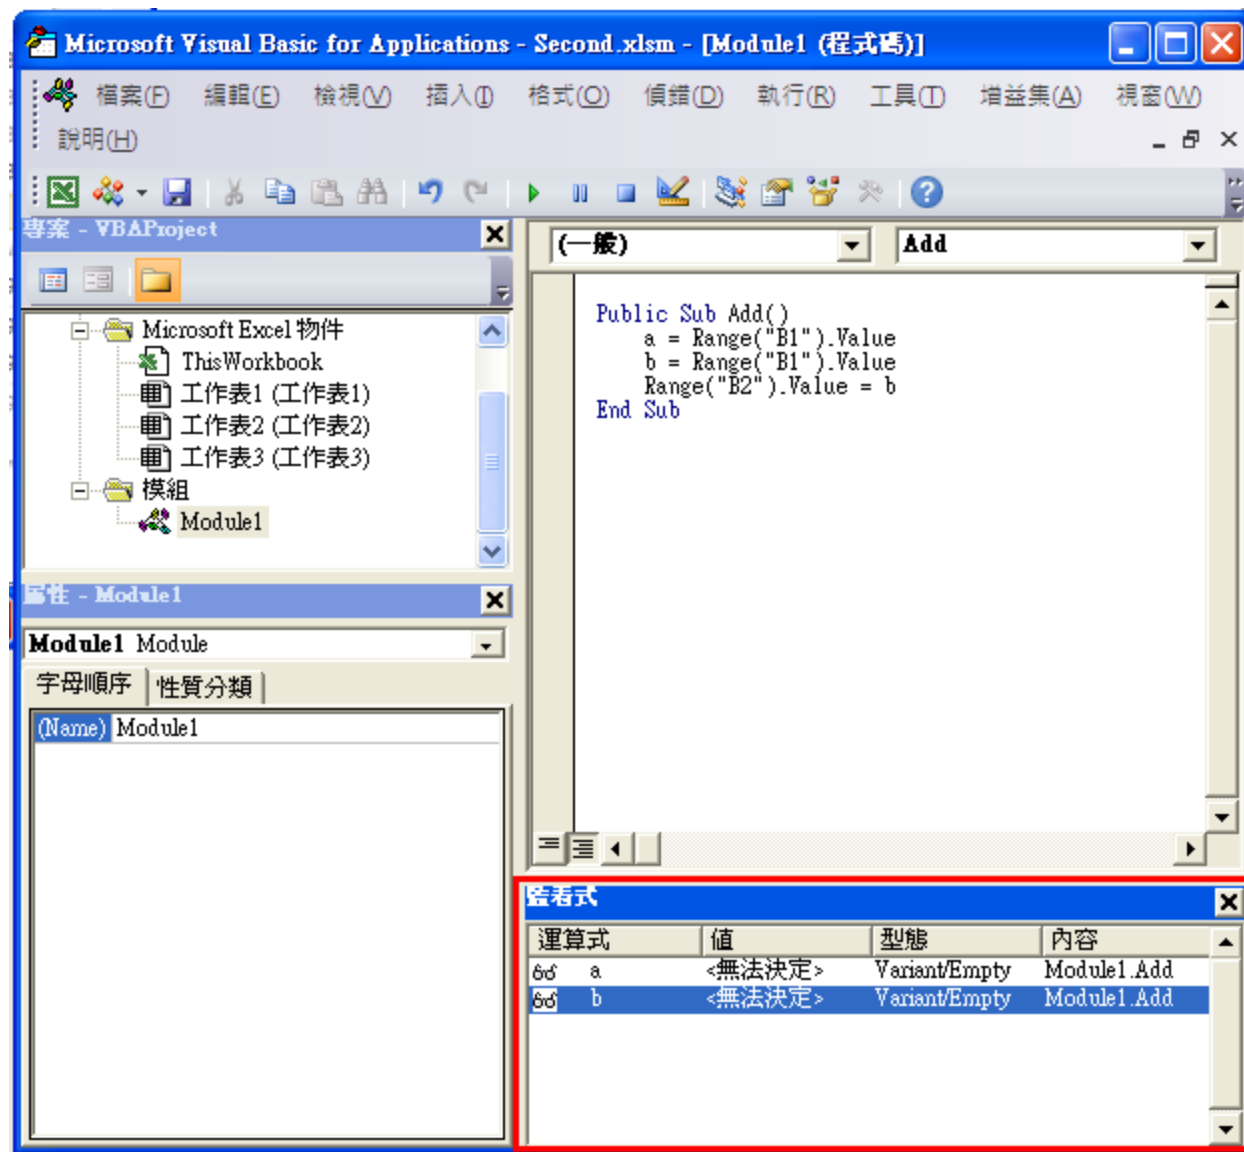 Microsoft Visual Basic for Applications - Second.xlsm - [Module1 (程式碼)]
檔案(F) 編輯(E) 檢視(V) 插入(I) 格式(O) 偵錯(D) 執行(R) 工具(T) 增益集(A) 視窗(W)
說明(H)
專案 - VBAProject
Microsoft Excel 物件
ThisWorkbook
工作表1 (工作表1)
工作表2 (工作表2)
工作表3 (工作表3)
模組
Module1
屬性 - Module1
Module1 Module
字母順序 性質分類
(Name) Module1
(一般) Add
Public Sub Add()
a = Range("B1").Value
b = Range("B1").Value
Range("B2").Value = b
End Sub
監看式
運算式 值 型態 內容
a <無法決定> Variant/Empty Module1.Add
b <無法決定> Variant/Empty Module1.Add